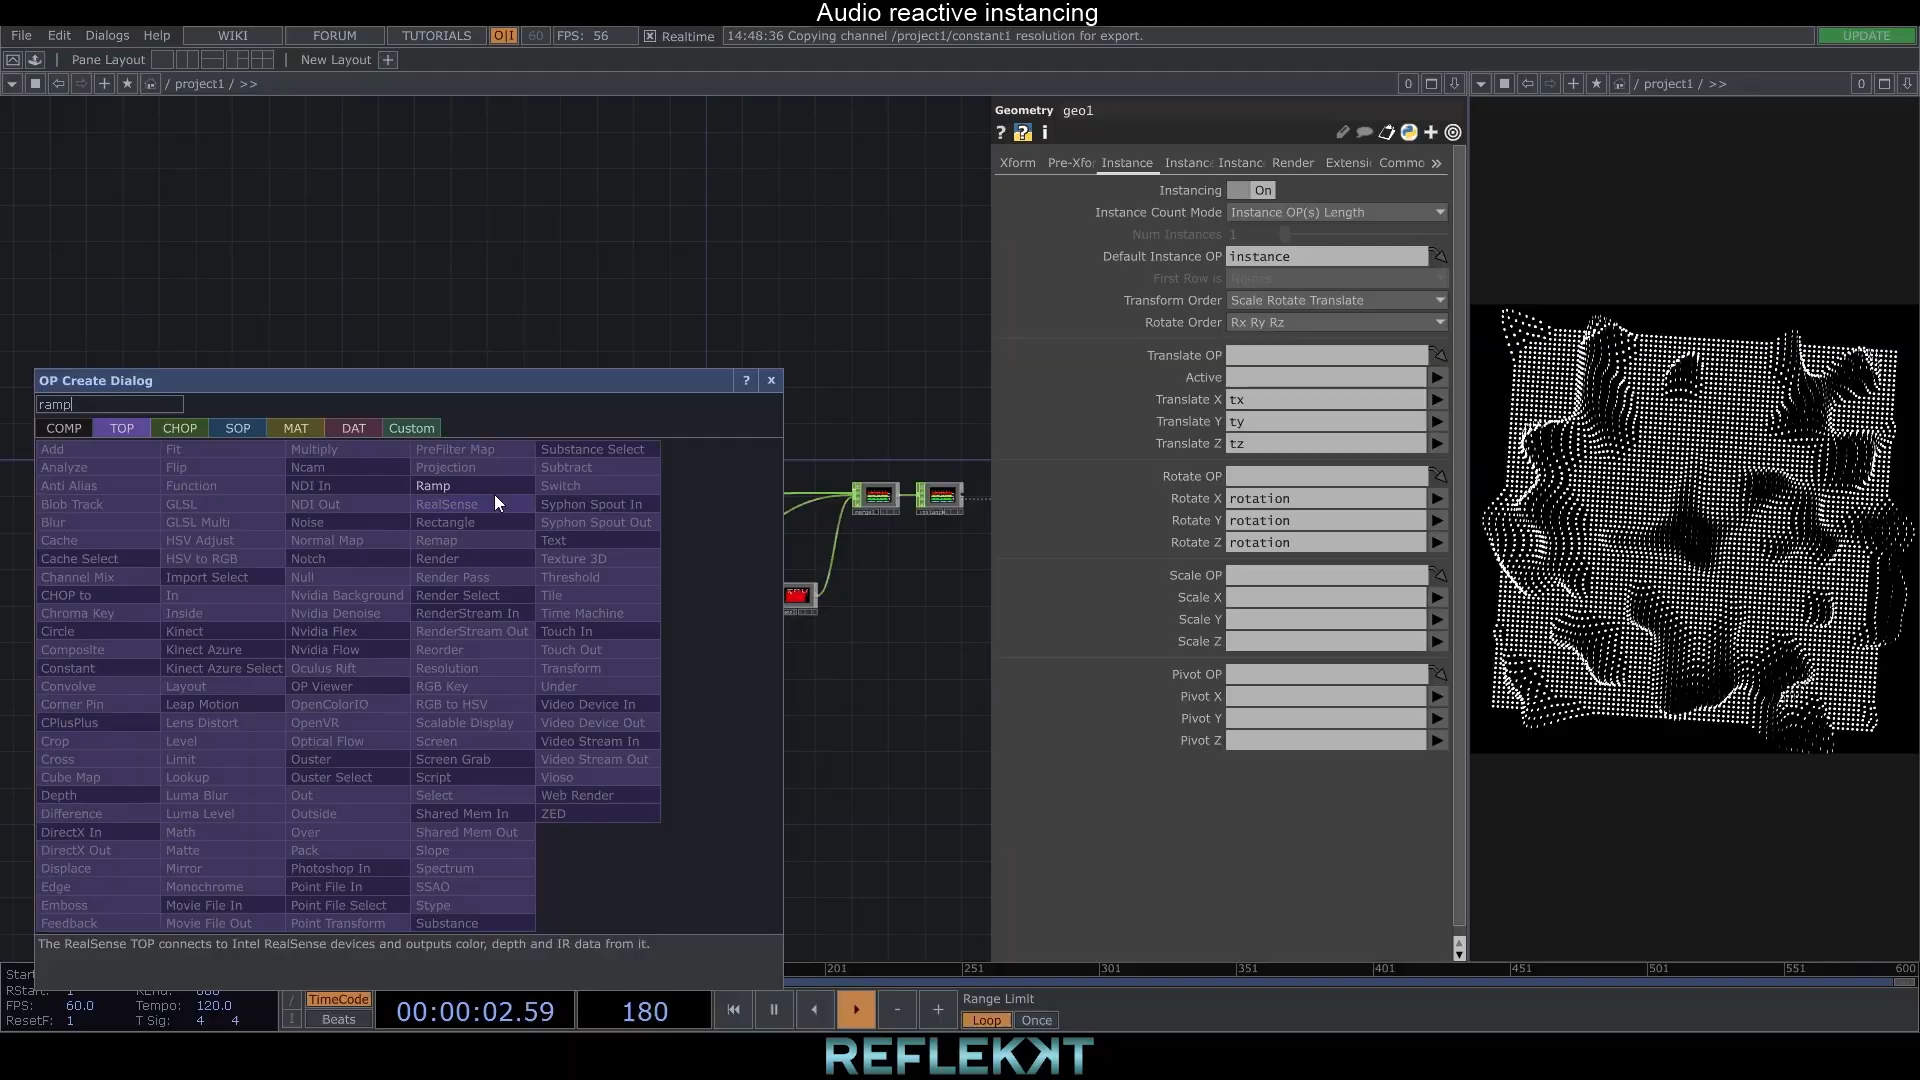 Audio reactive instancing
File Edit Dialogs Help WIKI FORUM TUTORIALS O|I 60 FPS: 56 Realtime 14:48:36 Copying channel /project1/constant1 resolution for export. UPDATE
Pane Layout New Layout +
/ project1 / >> 0 / project1 / >> 0
Geometry geo1
? ? i
Xform Pre-Xfo Instance Instanc Instanc Render Extensi Commo »
Instancing On
Instance Count Mode Instance OP(s) Length
Num Instances 1
Default Instance OP instance
First Row is Names
Transform Order Scale Rotate Translate
Rotate Order Rx Ry Rz
Translate OP
Active
Translate X tx
Translate Y ty
Translate Z tz
Rotate OP
Rotate X rotation
Rotate Y rotation
Rotate Z rotation
Scale OP
Scale X
Scale Y
Scale Z
Pivot OP
Pivot X
Pivot Y
Pivot Z
OP Create Dialog ? x
ramp
COMP TOP CHOP SOP MAT DAT Custom
Add Fit Multiply PreFilter Map Substance Select
Analyze Flip Ncam Projection Subtract
Anti Alias Function NDI In Ramp Switch
Blob Track GLSL NDI Out RealSense Syphon Spout In
Blur GLSL Multi Noise Rectangle Syphon Spout Out
Cache HSV Adjust Normal Map Remap Text
Cache Select HSV to RGB Notch Render Texture 3D
Channel Mix Import Select Null Render Pass Threshold
CHOP to In Nvidia Background Render Select Tile
Chroma Key Inside Nvidia Denoise RenderStream In Time Machine
Circle Kinect Nvidia Flex RenderStream Out Touch In
Composite Kinect Azure Nvidia Flow Reorder Touch Out
Constant Kinect Azure Select Oculus Rift Resolution Transform
Convolve Layout OP Viewer RGB Key Under
Corner Pin Leap Motion OpenColorIO RGB to HSV Video Device In
CPlusPlus Lens Distort OpenVR Scalable Display Video Device Out
Crop Level Optical Flow Screen Video Stream In
Cross Limit Ouster Screen Grab Video Stream Out
Cube Map Lookup Ouster Select Script Vioso
Depth Luma Blur Out Select Web Render
Difference Luma Level Outside Shared Mem In ZED
DirectX In Math Over Shared Mem Out
DirectX Out Matte Pack Slope
Displace Mirror Photoshop In Spectrum
Edge Monochrome Point File In SSAO
Emboss Movie File In Point File Select Stype
Feedback Movie File Out Point Transform Substance
The RealSense TOP connects to Intel RealSense devices and outputs color, depth and IR data from it.
201 251 301 351 401 451 501 551 600
FPS: 60.0 Tempo: 120.0
ResetF: 1 T Sig: 4 4
TimeCode
Beats
00:00:02.59 180
Range Limit
Loop Once
REFLEKKT